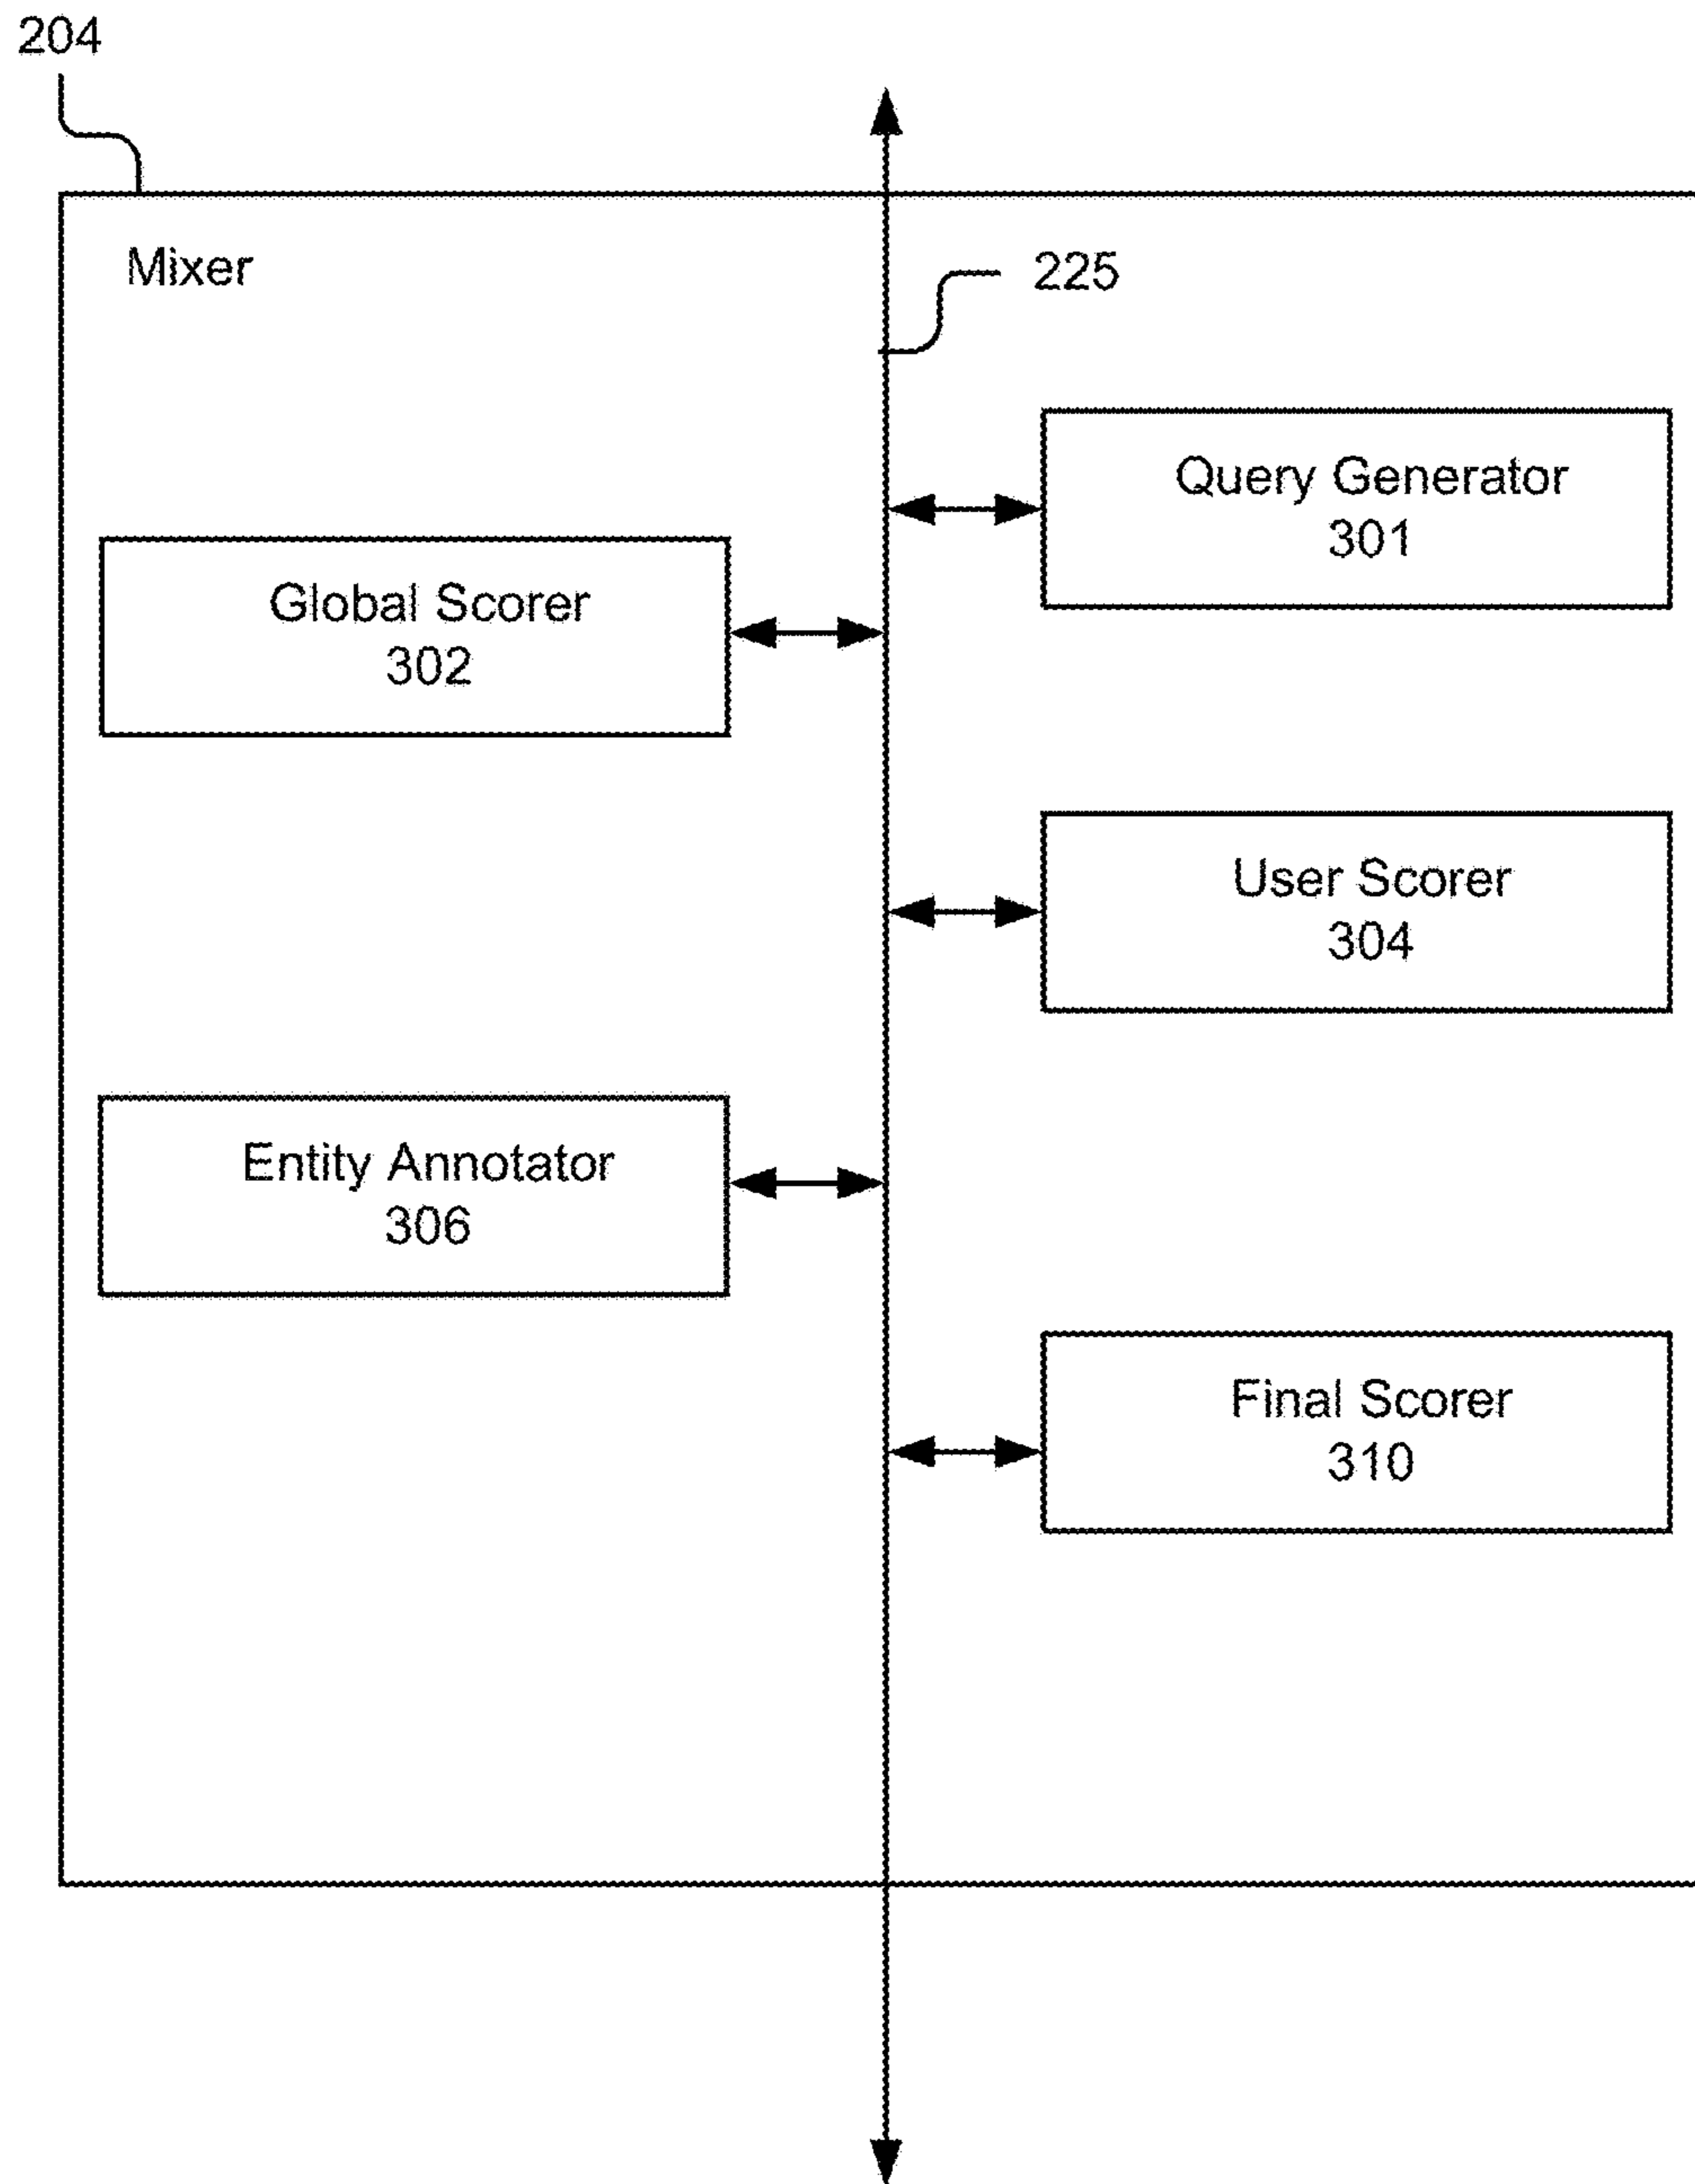 204
Mixer
225
Query Generator
301
Global Scorer
302
User Scorer
304
Entity Annotator
306
Final Scorer
310